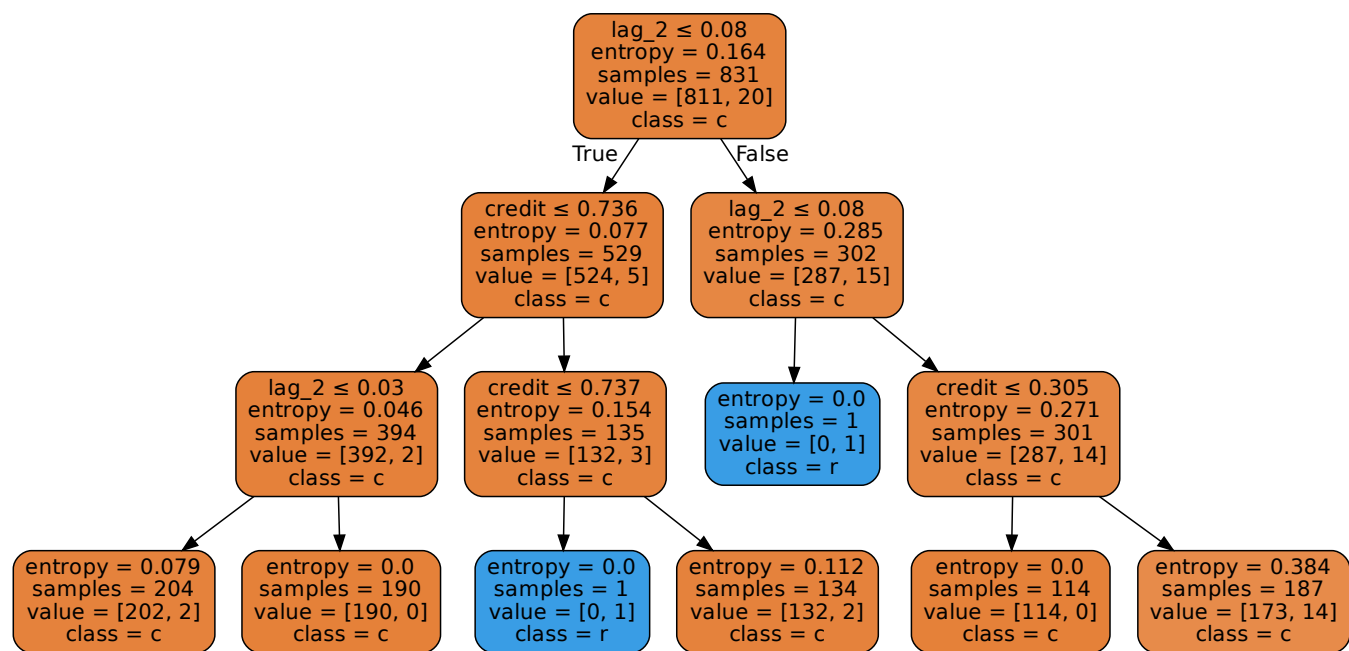 lag_2 ≤ 0.08
entropy = 0.164
samples = 831
value = [811, 20]
class = c
True
False
credit ≤ 0.736
entropy = 0.077
samples = 529
value = [524, 5]
class = c
lag_2 ≤ 0.08
entropy = 0.285
samples = 302
value = [287, 15]
class = c
lag_2 ≤ 0.03
entropy = 0.046
samples = 394
value = [392, 2]
class = c
credit ≤ 0.737
entropy = 0.154
samples = 135
value = [132, 3]
class = c
entropy = 0.0
samples = 1
value = [0, 1]
class = r
credit ≤ 0.305
entropy = 0.271
samples = 301
value = [287, 14]
class = c
entropy = 0.079
samples = 204
value = [202, 2]
class = c
entropy = 0.0
samples = 190
value = [190, 0]
class = c
entropy = 0.0
samples = 1
value = [0, 1]
class = r
entropy = 0.112
samples = 134
value = [132, 2]
class = c
entropy = 0.0
samples = 114
value = [114, 0]
class = c
entropy = 0.384
samples = 187
value = [173, 14]
class = c